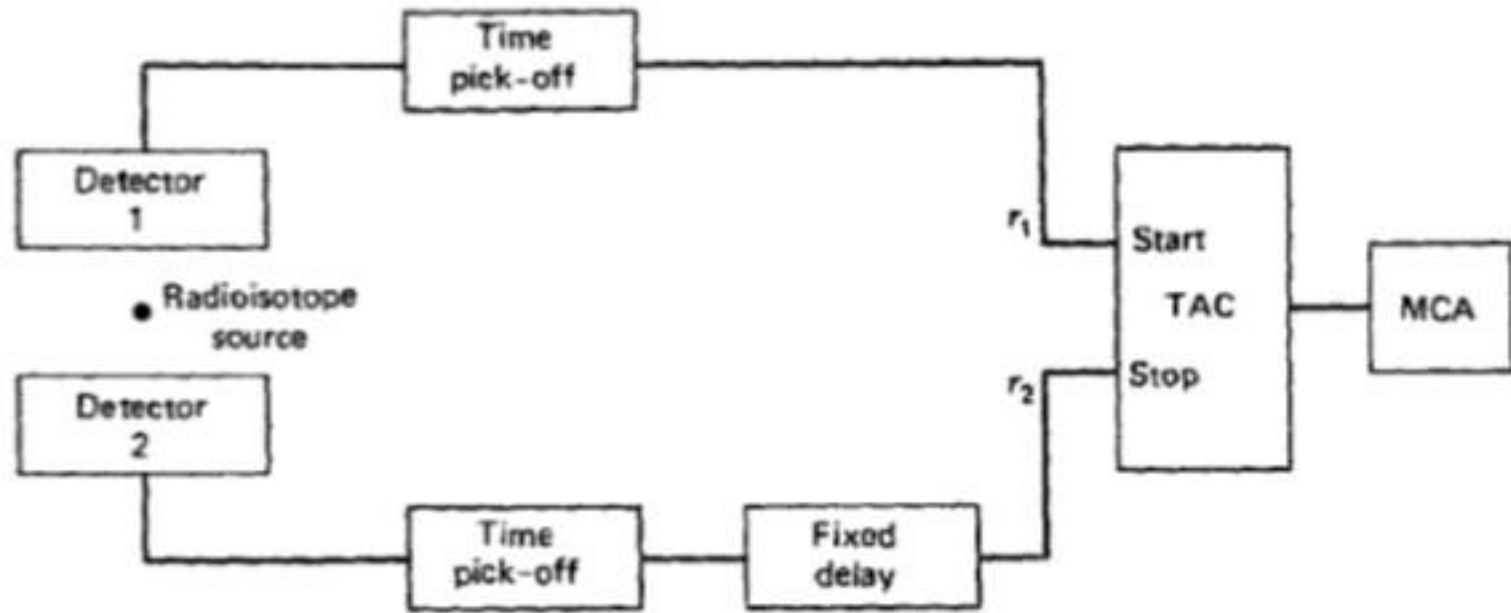 Time
pick-off
Detector
1
Radioisotope
source
Detector
2
Time
pick-off
Fixed
delay
r₁
r₂
Start
TAC
Stop
MCA